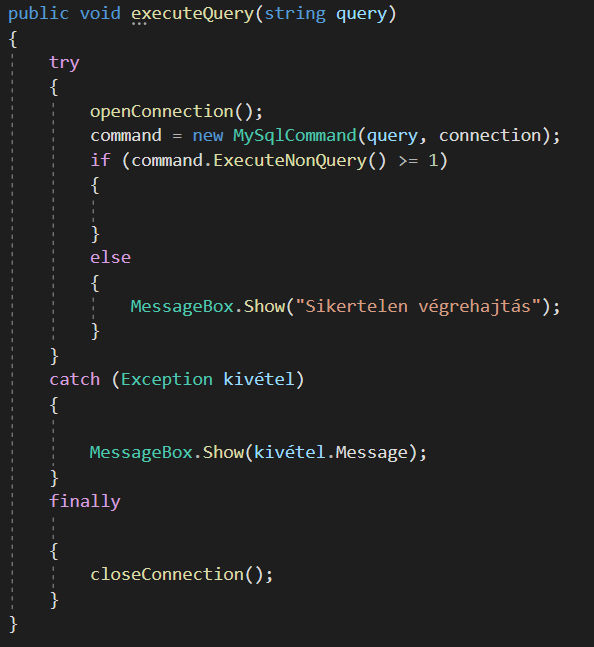 public void executeQuery(string query)
{
    try
    {
        openConnection();
        command = new MySqlCommand(query, connection);
        if (command.ExecuteNonQuery() >= 1)
        {

        }
        else
        {
            MessageBox.Show("Sikertelen végrehajtás");
        }
    }
    catch (Exception kivétel)
    {

        MessageBox.Show(kivétel.Message);
    }
    finally

    {
        closeConnection();
    }
}